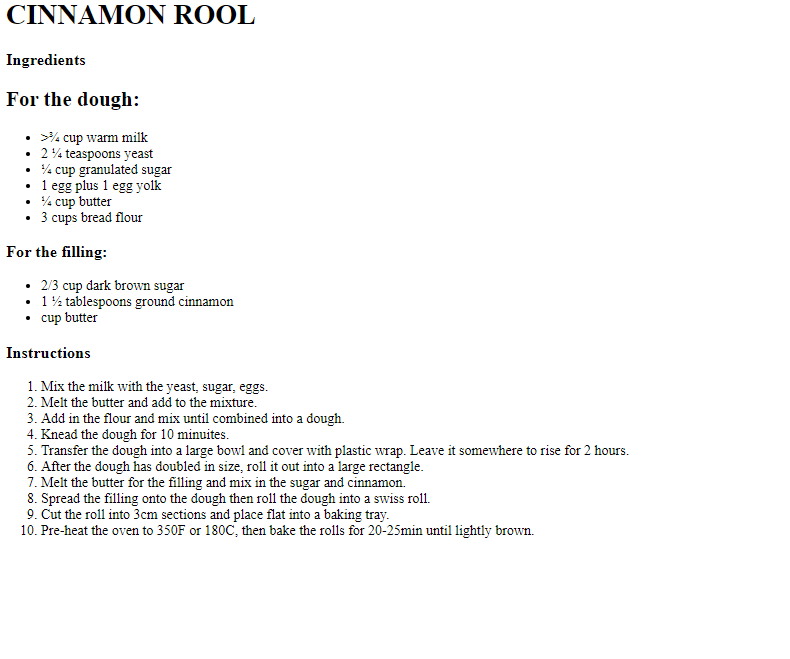 CINNAMON ROOL
Ingredients
For the dough:
>¾ cup warm milk
2 ¼ teaspoons yeast
¼ cup granulated sugar
1 egg plus 1 egg yolk
¼ cup butter
3 cups bread flour
For the filling:
2/3 cup dark brown sugar
1 ½ tablespoons ground cinnamon
cup butter
Instructions
1. Mix the milk with the yeast, sugar, eggs.
2. Melt the butter and add to the mixture.
3. Add in the flour and mix until combined into a dough.
4. Knead the dough for 10 minuites.
5. Transfer the dough into a large bowl and cover with plastic wrap. Leave it somewhere to rise for 2 hours.
6. After the dough has doubled in size, roll it out into a large rectangle.
7. Melt the butter for the filling and mix in the sugar and cinnamon.
8. Spread the filling onto the dough then roll the dough into a swiss roll.
9. Cut the roll into 3cm sections and place flat into a baking tray.
10. Pre-heat the oven to 350F or 180C, then bake the rolls for 20-25min until lightly brown.